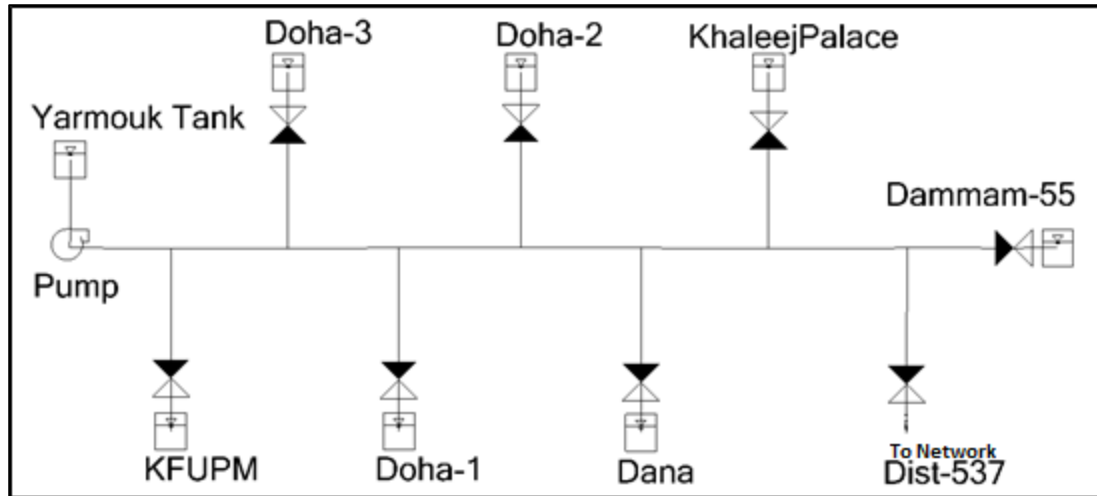 Doha-3
Doha-2
KhaleejPalace
Yarmouk Tank
Dammam-55
Pump
To Network
KFUPM
Doha-1
Dana
Dist-537